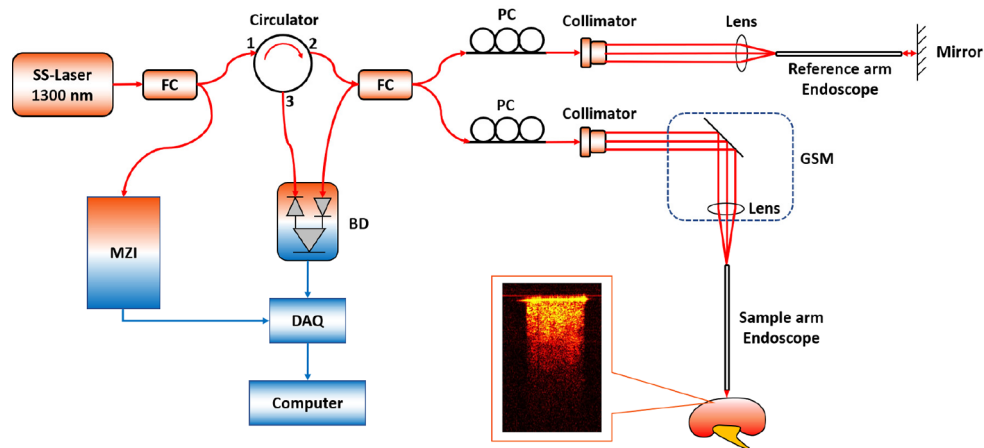 Circulator
1
2
3
SS-Laser
1300 nm
FC
FC
PC
Collimator
Lens
Mirror
Reference arm
Endoscope
PC
Collimator
GSM
Lens
MZI
BD
DAQ
Computer
Sample arm
Endoscope